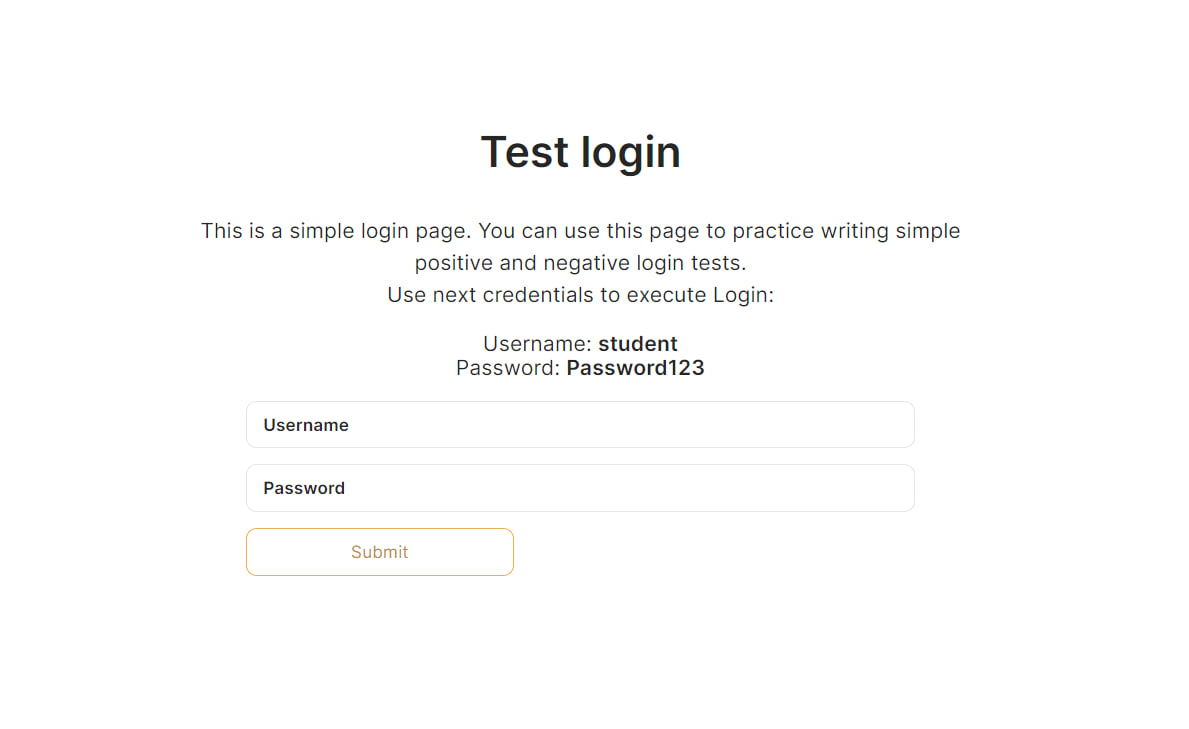 Test login
This is a simple login page. You can use this page to practice writing simple
positive and negative login tests.
Use next credentials to execute Login:
Username: student
Password: Password123
Username
Password
Submit